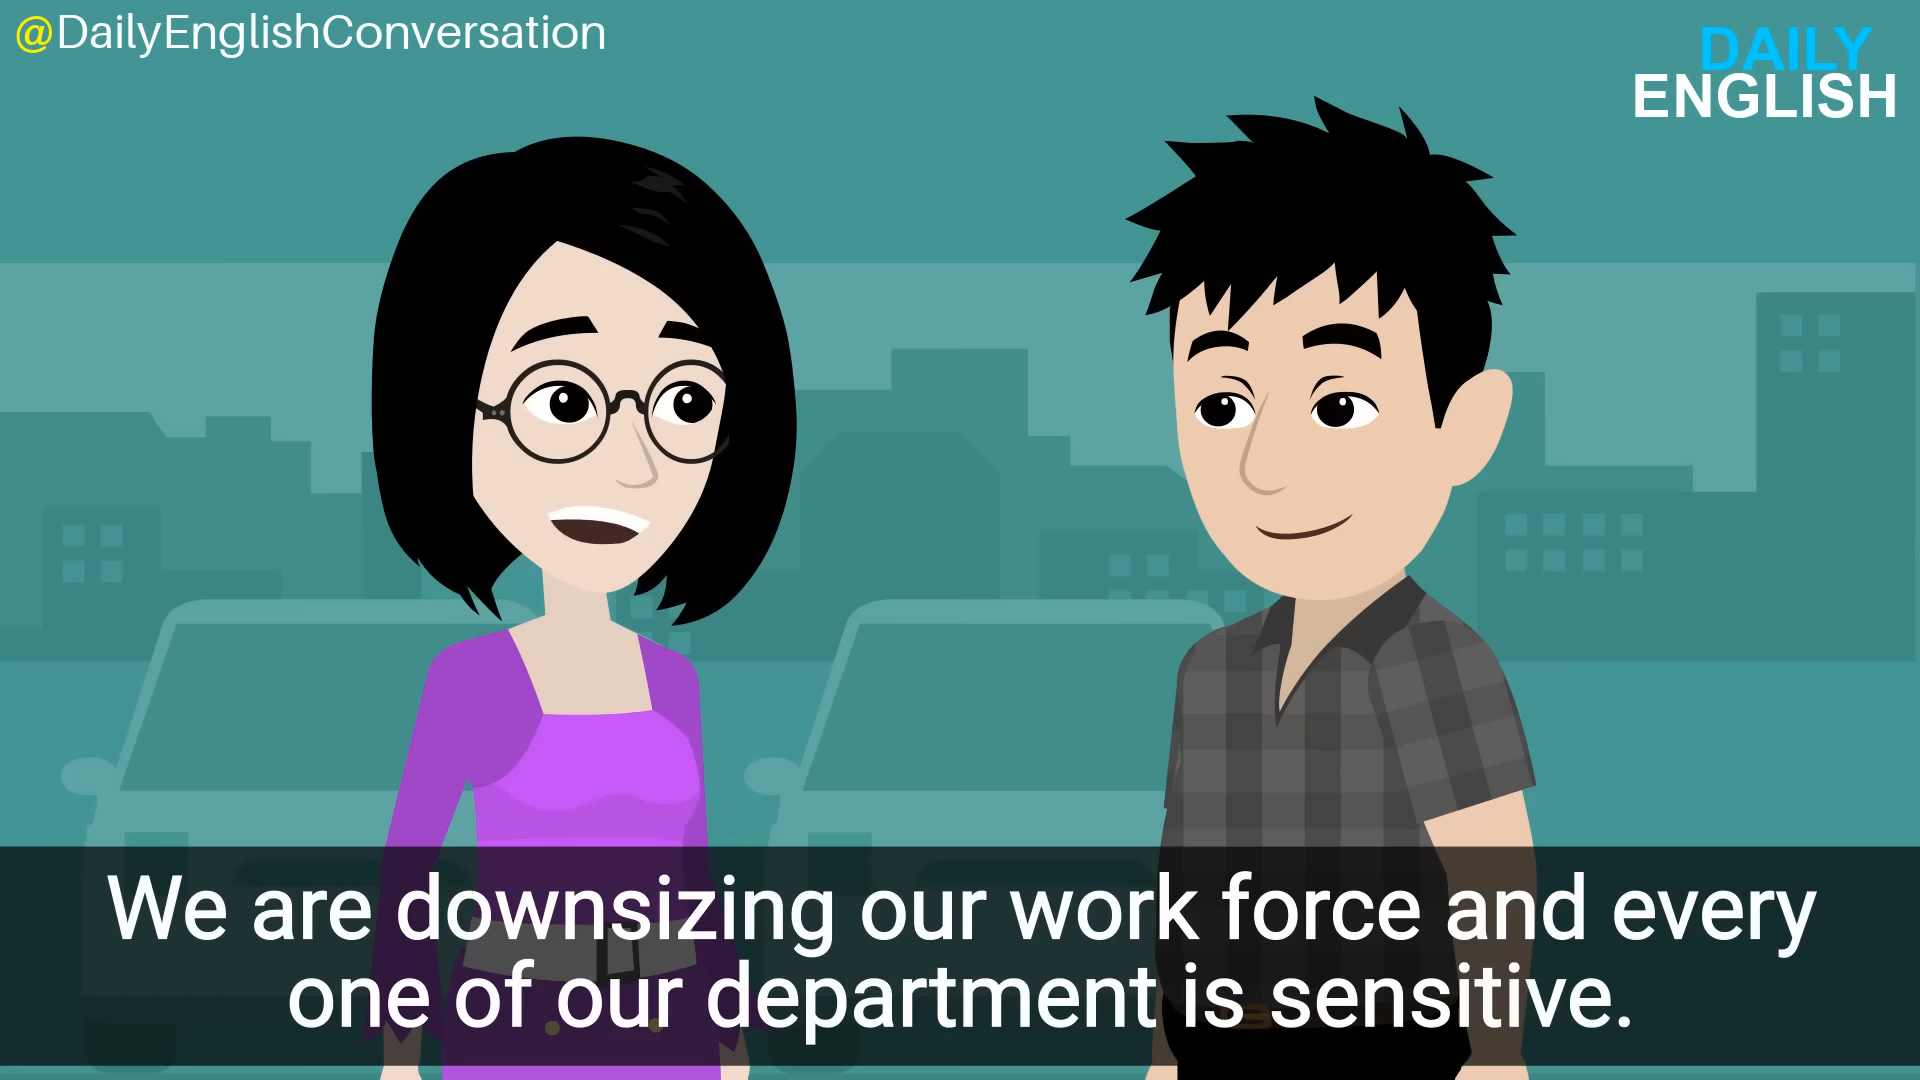 @DailyEnglishConversation
DAILY
ENGLISH
We are downsizing our work force and every
one of our department is sensitive.